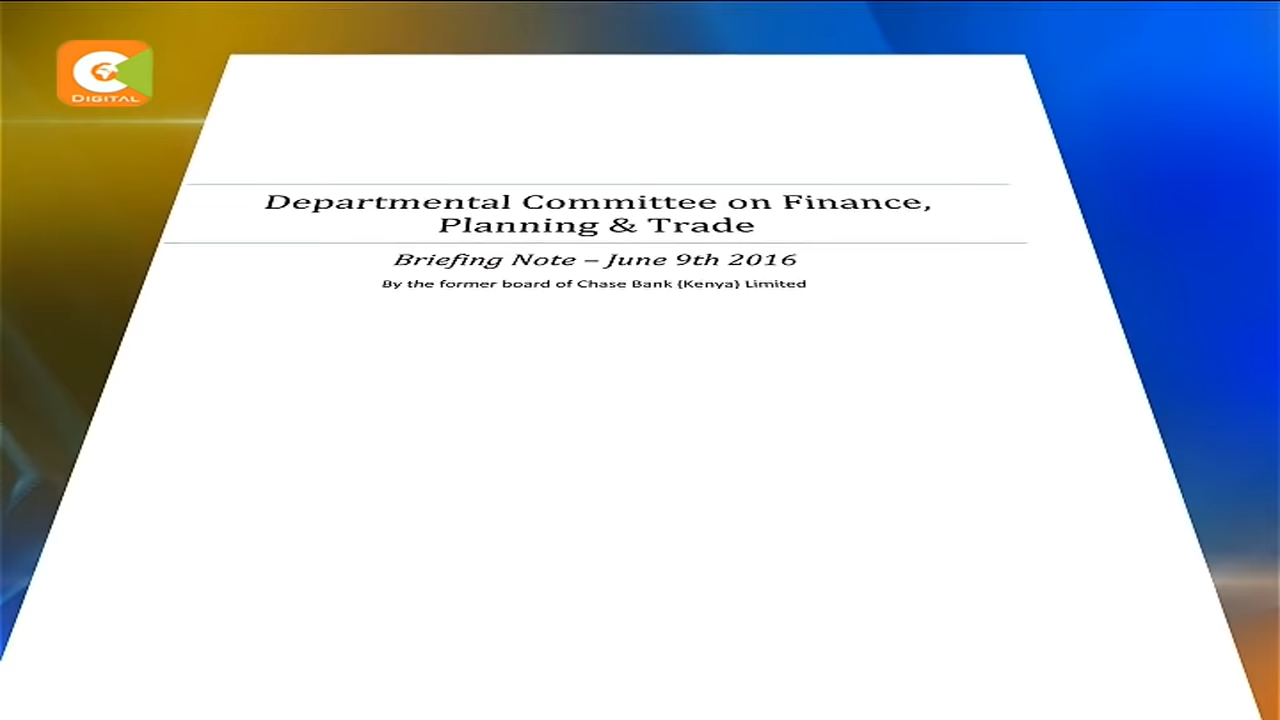 DIGITAL
Departmental Committee on Finance,
Planning & Trade
Briefing Note – June 9th 2016
By the former board of Chase Bank (Kenya) Limited